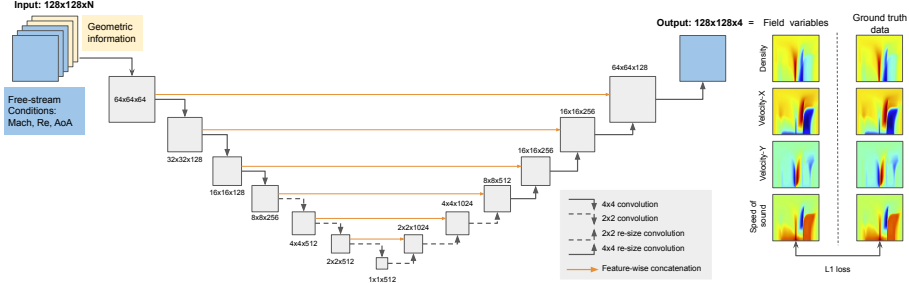 Input: 128x128xN
Geometric
information
Free-stream
Conditions:
Mach, Re, AoA
64x64x64
32x32x128
16x16x128
8x8x256
4x4x512
2x2x512
1x1x512
2x2x1024
4x4x1024
8x8x512
16x16x256
16x16x256
64x64x128
Output: 128x128x4 = Field variables
Ground truth
data
Density
Velocity-X
Velocity-Y
Speed of
sound
L1 loss
4x4 convolution
2x2 convolution
2x2 re-size convolution
4x4 re-size convolution
Feature-wise concatenation